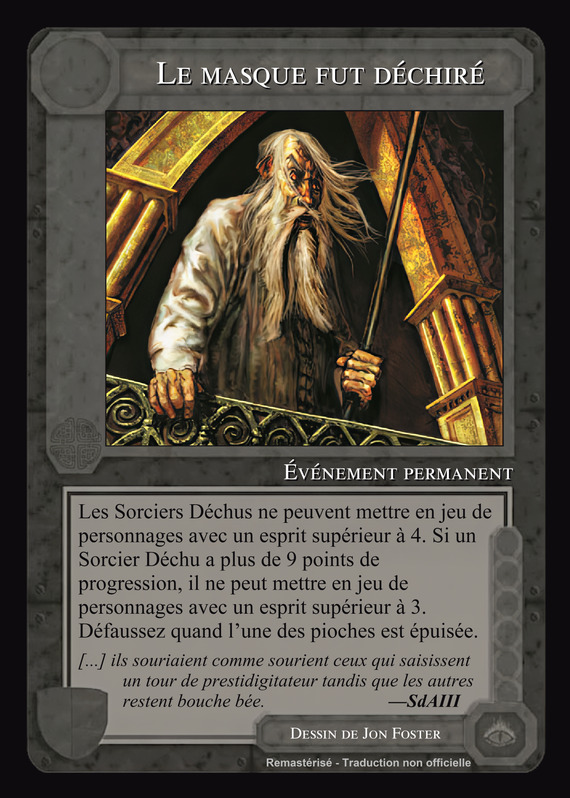 Le masque fut déchiré
Événement permanent
Les Sorciers Déchus ne peuvent mettre en jeu de
personnages avec un esprit supérieur à 4. Si un
Sorcier Déchu a plus de 9 points de
progression, il ne peut mettre en jeu de
personnages avec un esprit supérieur à 3.
Défaussez quand l’une des pioches est épuisée.
[...] ils souriaient comme sourient ceux qui saisissent
un tour de prestidigitateur tandis que les autres
restent bouche bée. —SdAIII
Dessin de Jon Foster
Remastérisé - Traduction non officielle